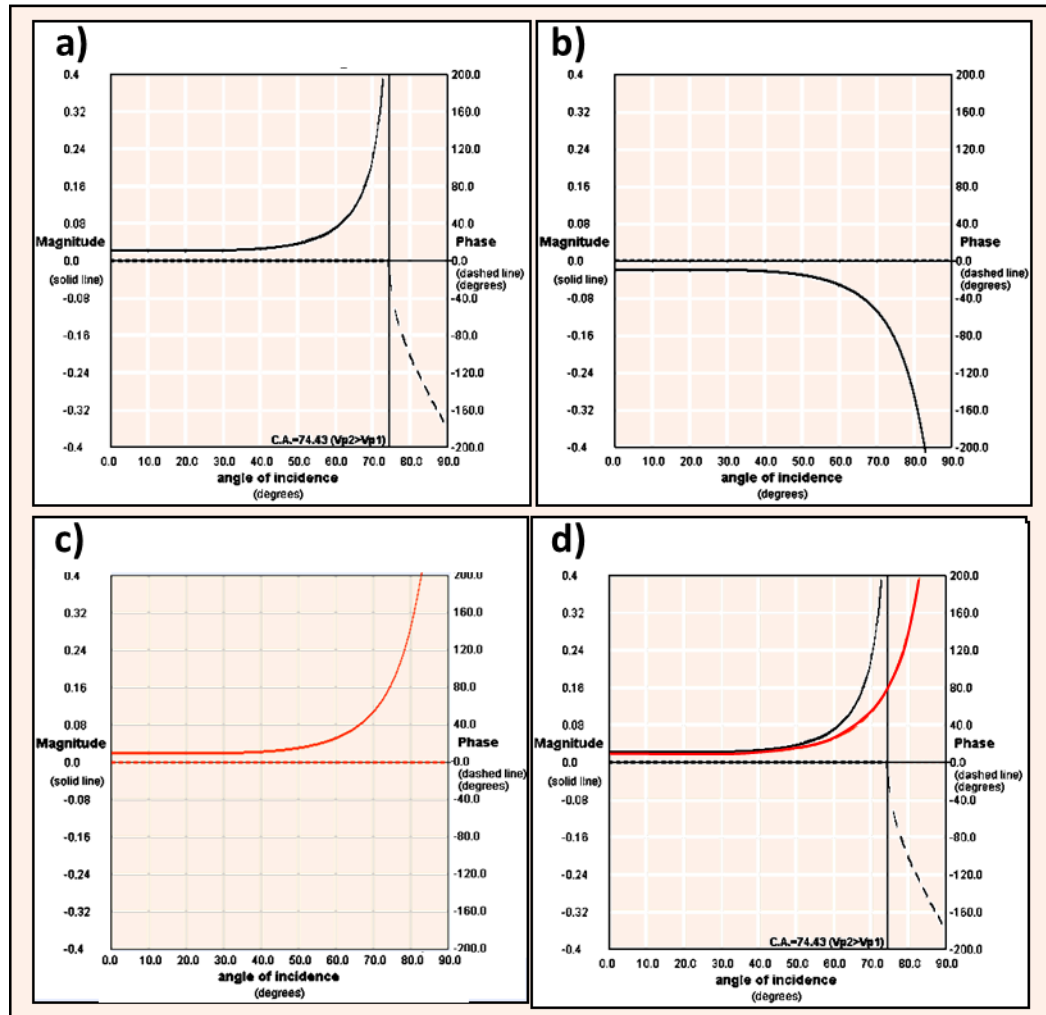 a)
0.4
0.32
0.24
0.16
0.08
Magnitude
0.0
(solid line)
-0.08
-0.16
-0.24
-0.32
-0.4
200.0
160.0
120.0
80.0
40.0
Phase
0.0
(dashed line)
(degrees)
-40.0
-80.0
-120.0
-160.0
-200.0
C.A.=74.43 (Vp2>Vp1)
0.0 10.0 20.0 30.0 40.0 50.0 60.0 70.0 80.0 90.0
angle of incidence
(degrees)
b)
0.4
0.32
0.24
0.16
0.08
Magnitude
0.0
(solid line)
-0.08
-0.16
-0.24
-0.32
-0.4
200.0
160.0
120.0
80.0
40.0
Phase
0.0
(dashed line)
(degrees)
-40.0
-80.0
-120.0
-160.0
-200.0
0.0 10.0 20.0 30.0 40.0 50.0 60.0 70.0 80.0 90.0
angle of incidence
(degrees)
c)
0.4
0.32
0.24
0.16
0.08
Magnitude
0.0
(solid line)
-0.08
-0.16
-0.24
-0.32
-0.4
200.0
160.0
120.0
80.0
40.0
Phase
0.0
(dashed line)
(degrees)
-40.0
-80.0
-120.0
-160.0
-200.0
0.0 10.0 20.0 30.0 40.0 50.0 60.0 70.0 80.0 90.0
angle of incidence
(degrees)
d)
0.4
0.32
0.24
0.16
0.08
Magnitude
0.0
(solid line)
-0.08
-0.16
-0.24
-0.32
-0.4
200.0
160.0
120.0
80.0
40.0
Phase
0.0
(dashed line)
(degrees)
-40.0
-80.0
-120.0
-160.0
-200.0
C.A.=74.43 (Vp2>Vp1)
0.0 10.0 20.0 30.0 40.0 50.0 60.0 70.0 80.0 90.0
angle of incidence
(degrees)